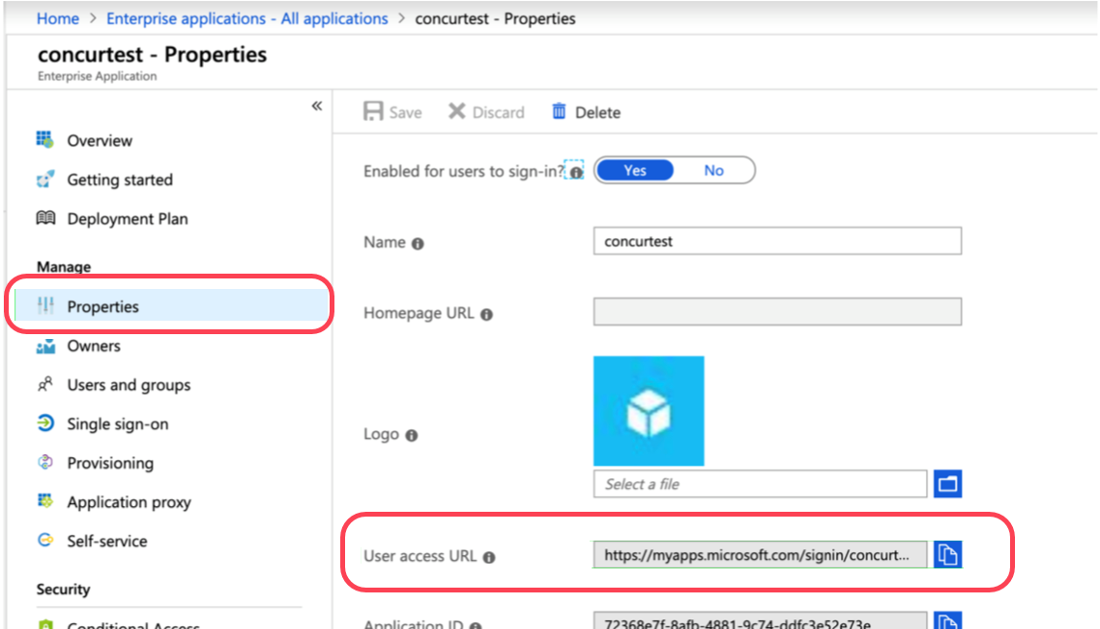 Home > Enterprise applications - All applications > concurtest - Properties
concurtest - Properties
Enterprise Application
«
Save Discard Delete
Overview
Getting started
Deployment Plan
Manage
Properties
Owners
Users and groups
Single sign-on
Provisioning
Application proxy
Self-service
Security
Conditional Access
Enabled for users to sign-in? Yes No
Name concurtest
Homepage URL
Logo
Select a file
User access URL https://myapps.microsoft.com/signin/concurt...
Application ID 72368e7f-8afb-4881-9c74-ddfc3e52e73e